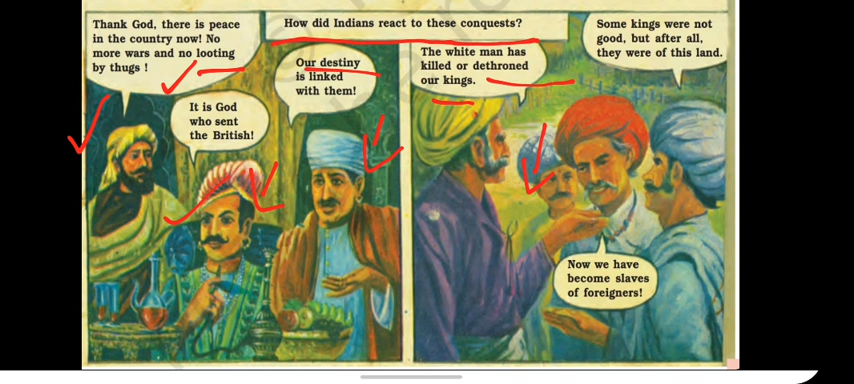 How did Indians react to these conquests?
Thank God, there is peace
in the country now! No
more wars and no looting
by thugs !
It is God
who sent
the British!
Our destiny
is linked
with them!
The white man has
killed or dethroned
our kings.
Some kings were not
good, but after all,
they were of this land.
Now we have
become slaves
of foreigners!